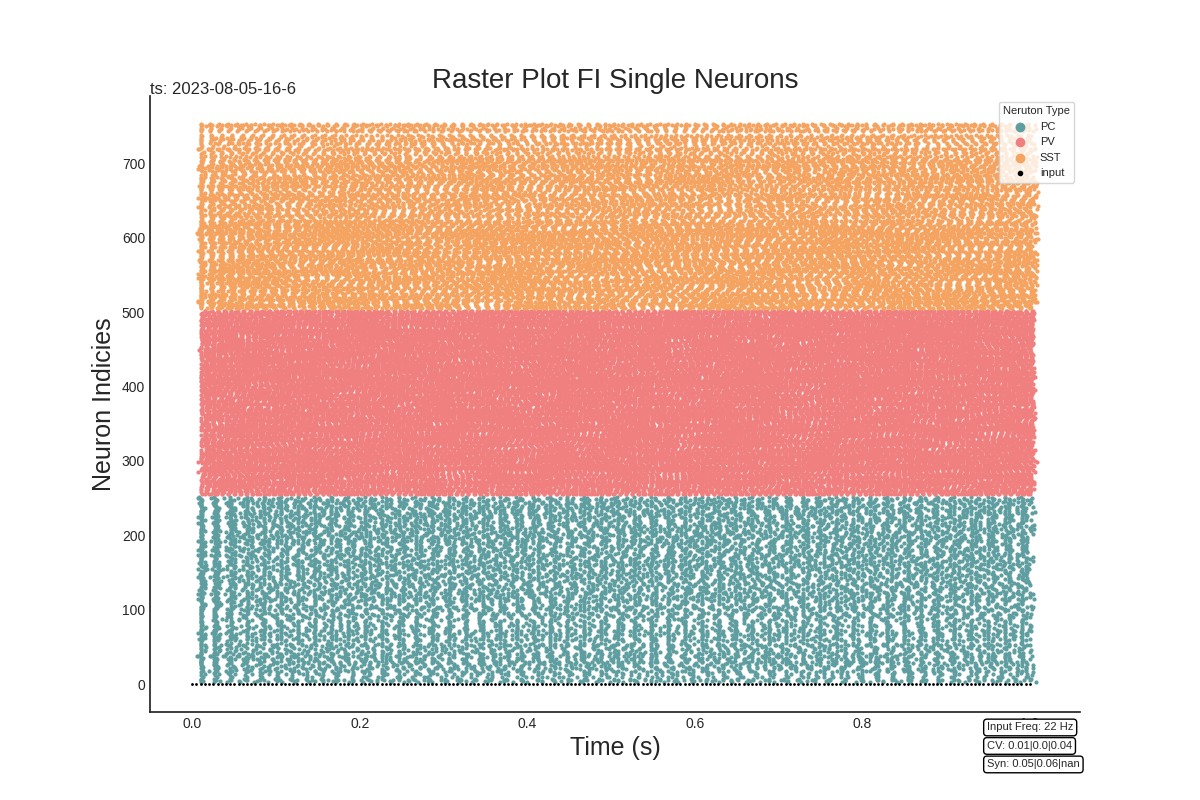 Raster Plot FI Single Neurons
ts: 2023-08-05-16-6
Neruton Type
PC
PV
SST
input
700
600
500
400
300
200
100
0
Neuron Indicies
0.0 0.2 0.4 0.6 0.8
Time (s)
Input Freq: 22 Hz
CV: 0.01|0.0|0.04
Syn: 0.05|0.06|nan